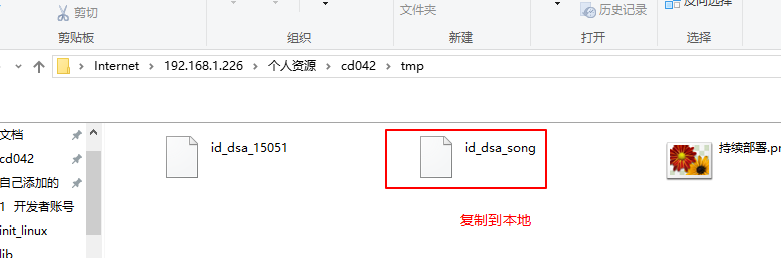 剪切
文件夹
历史记录
反向选择
剪贴板
组织
新建
打开
选择
Internet > 192.168.1.226 > 个人资源 > cd042 > tmp
文档
cd042
自己添加的
1 开发者账号
init_linux
lib
id_dsa_15051
id_dsa_song
持续部署.pr
复制到本地